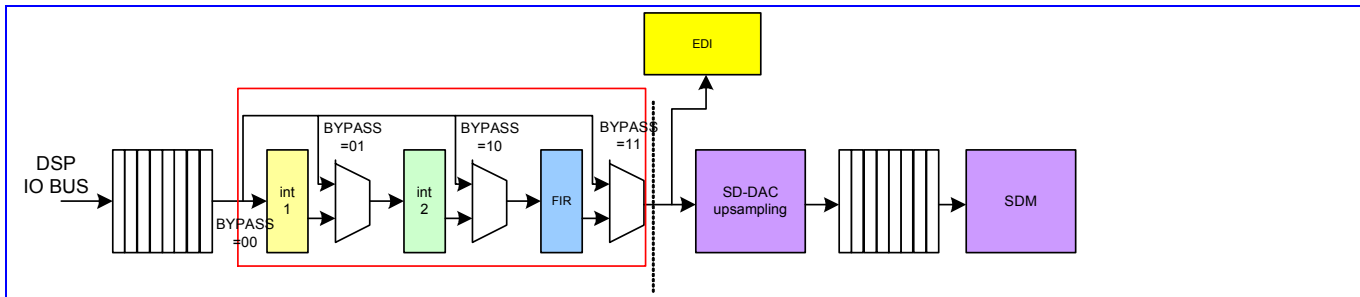 EDI
BYPASS
=01
BYPASS
=10
BYPASS
=11
DSP
IO BUS
int
1
int
2
FIR
SD-DAC
upsampling
SDM
BYPASS
=00